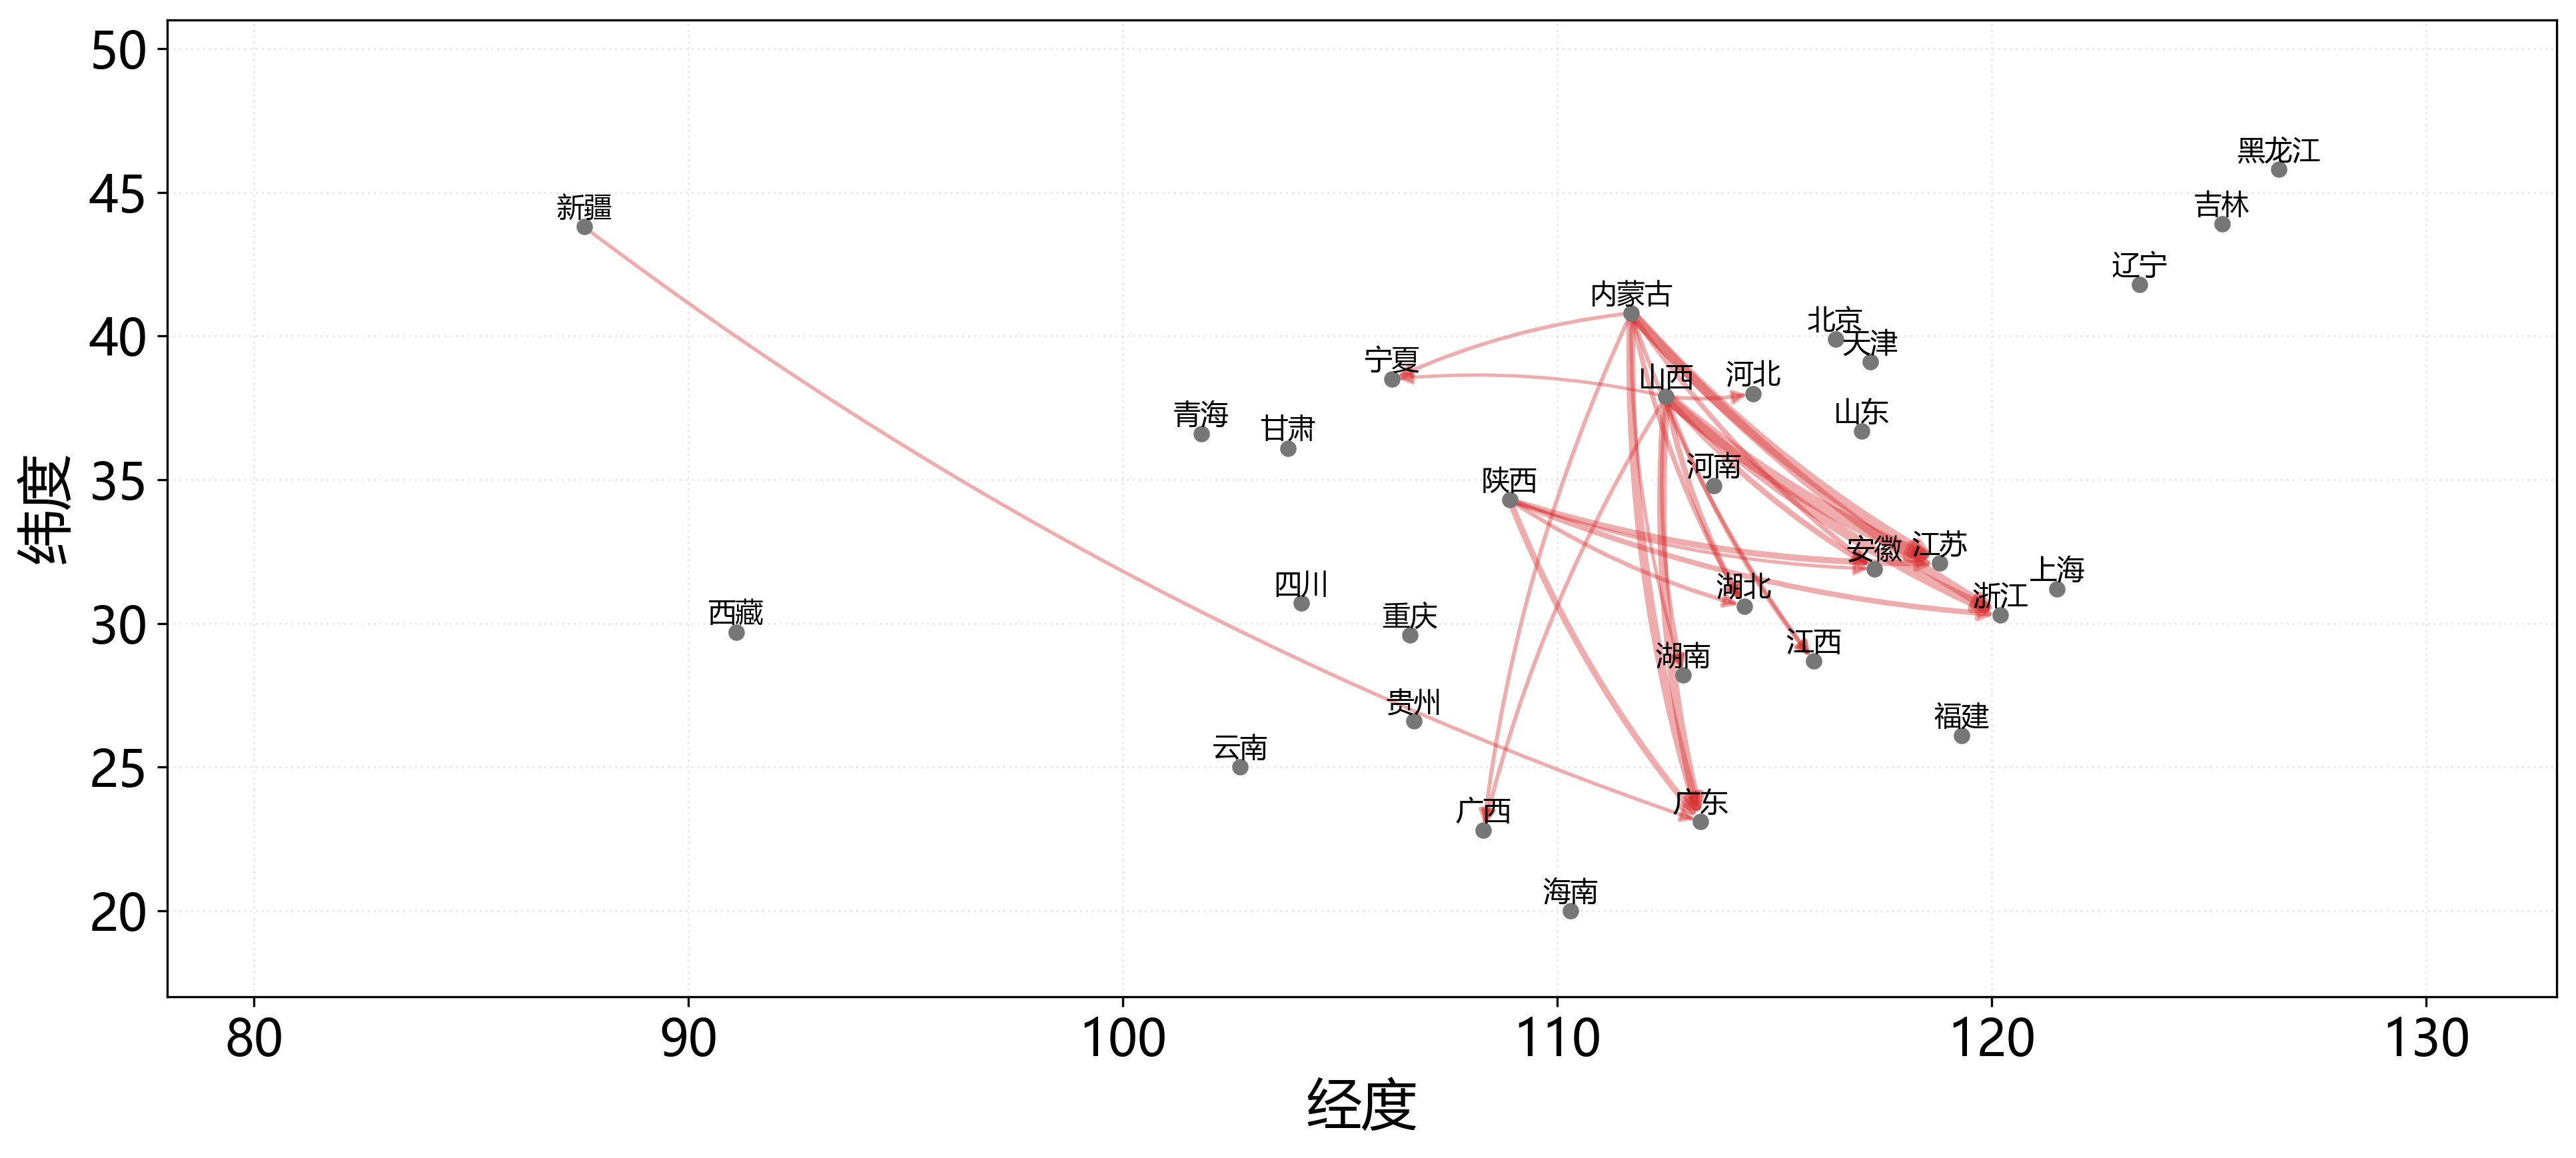 50
45
40
35
30
25
20
纬度
黑龙江
吉林
新疆
辽宁
内蒙古
北京
天津
宁夏
山西
河北
青海
甘肃
山东
陕西
河南
安徽
江苏
四川
湖北
上海
西藏
重庆
浙江
湖南
江西
贵州
福建
云南
广西
广东
海南
80
90
100
110
120
130
经度